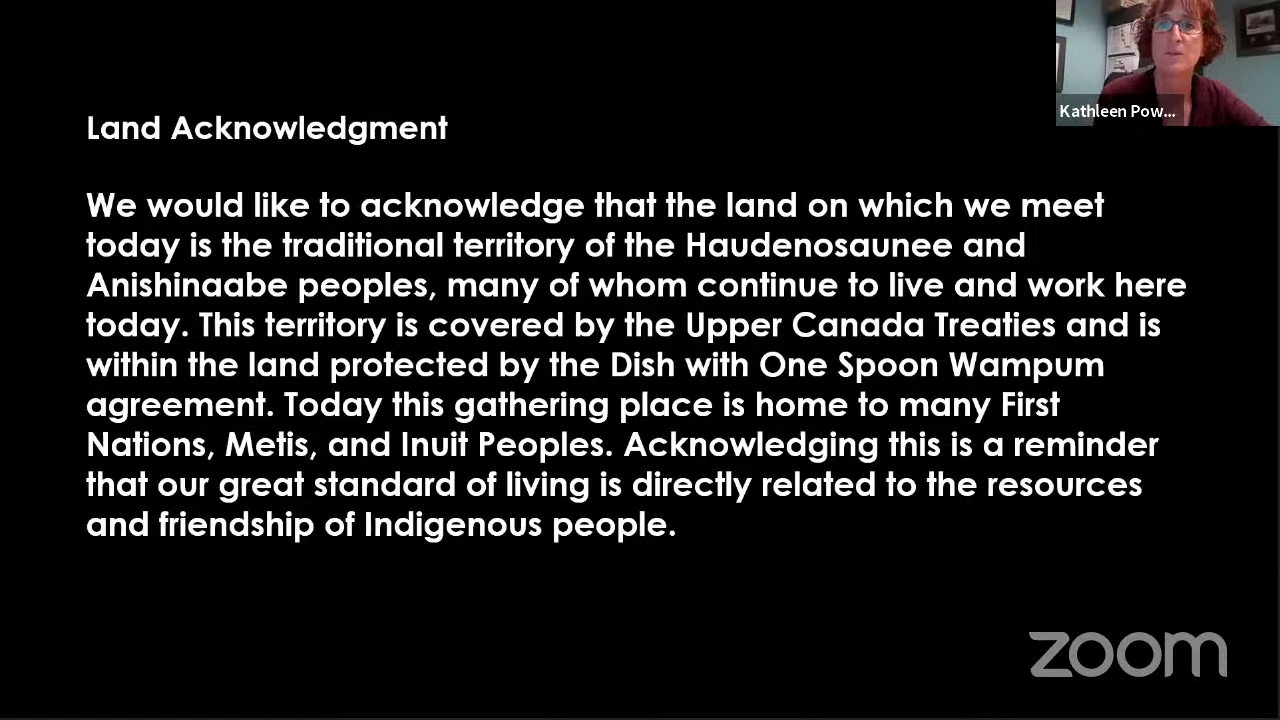 Kathleen Pow...
Land Acknowledgment
We would like to acknowledge that the land on which we meet
today is the traditional territory of the Haudenosaunee and
Anishinaabe peoples, many of whom continue to live and work here
today. This territory is covered by the Upper Canada Treaties and is
within the land protected by the Dish with One Spoon Wampum
agreement. Today this gathering place is home to many First
Nations, Metis, and Inuit Peoples. Acknowledging this is a reminder
that our great standard of living is directly related to the resources
and friendship of Indigenous people.
zoom